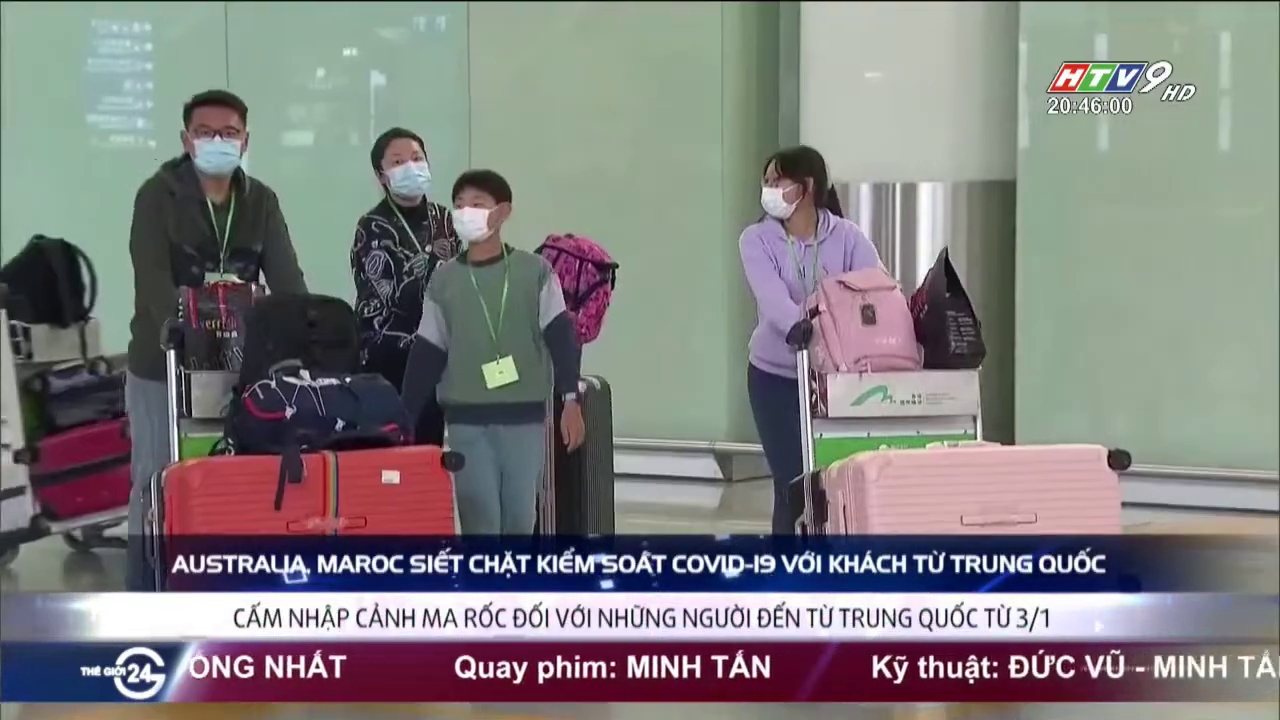 HTV9 HD
20:46:00
AUSTRALIA, MAROC SIẾT CHẶT KIỂM SOÁT COVID-19 VỚI KHÁCH TỪ TRUNG QUỐC
CẤM NHẬP CẢNH MA RỐC ĐỐI VỚI NHỮNG NGƯỜI ĐẾN TỪ TRUNG QUỐC TỪ 3/1
THẾ GIỚI 24G
ỐNG NHẤT Quay phim: MINH TẤN Kỹ thuật: ĐỨC VŨ - MINH TẤ